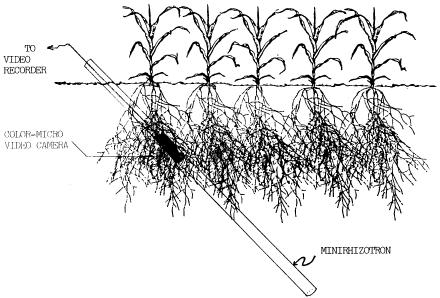 TO
VIDEO
RECORDER
COLOR-MICRO
VIDEO CAMERA
MINIRHIZOTRON